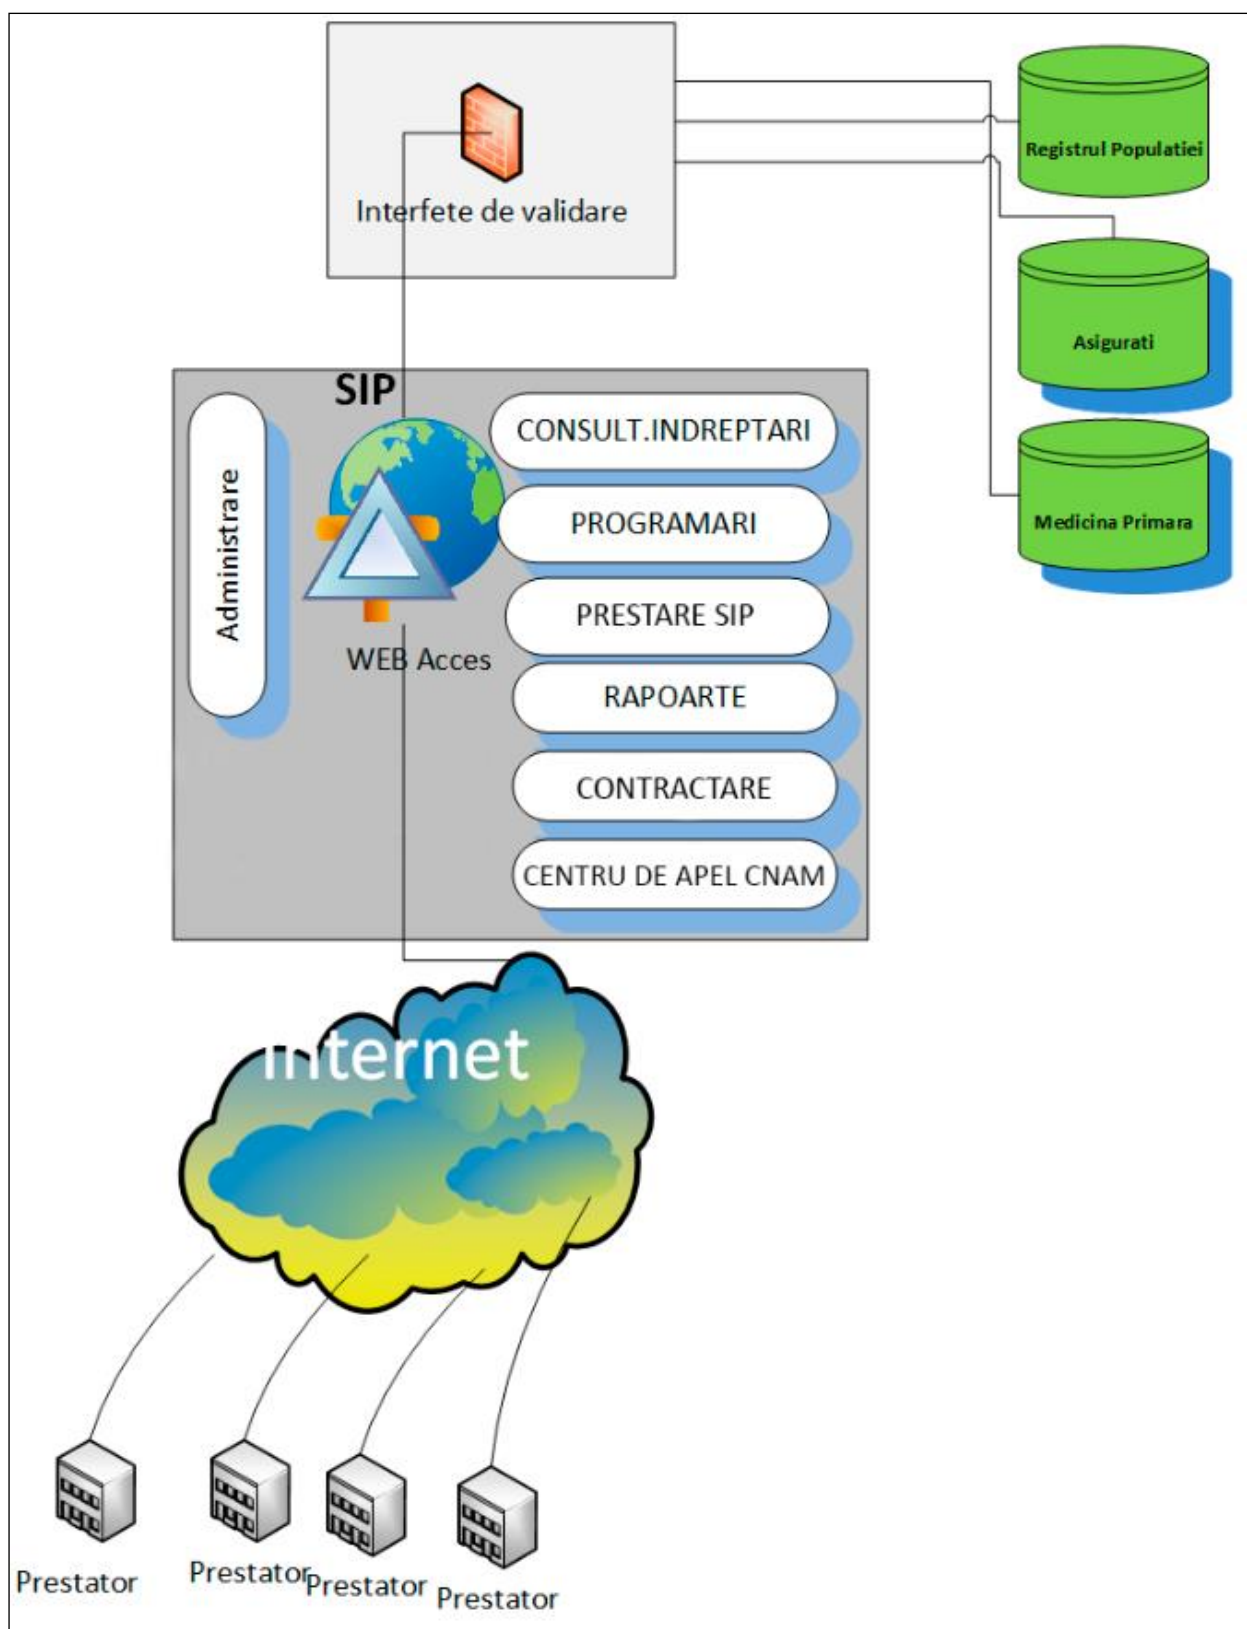 Registrul Populatiei
Interfete de validare
Asigurati
Medicina Primara
SIP
Administrare
WEB Acces
CONSULT.INDREPTARI
PROGRAMARI
PRESTARE SIP
RAPOARTE
CONTRACTARE
CENTRU DE APEL CNAM
Internet
Prestator
Prestator
Prestator
Prestator